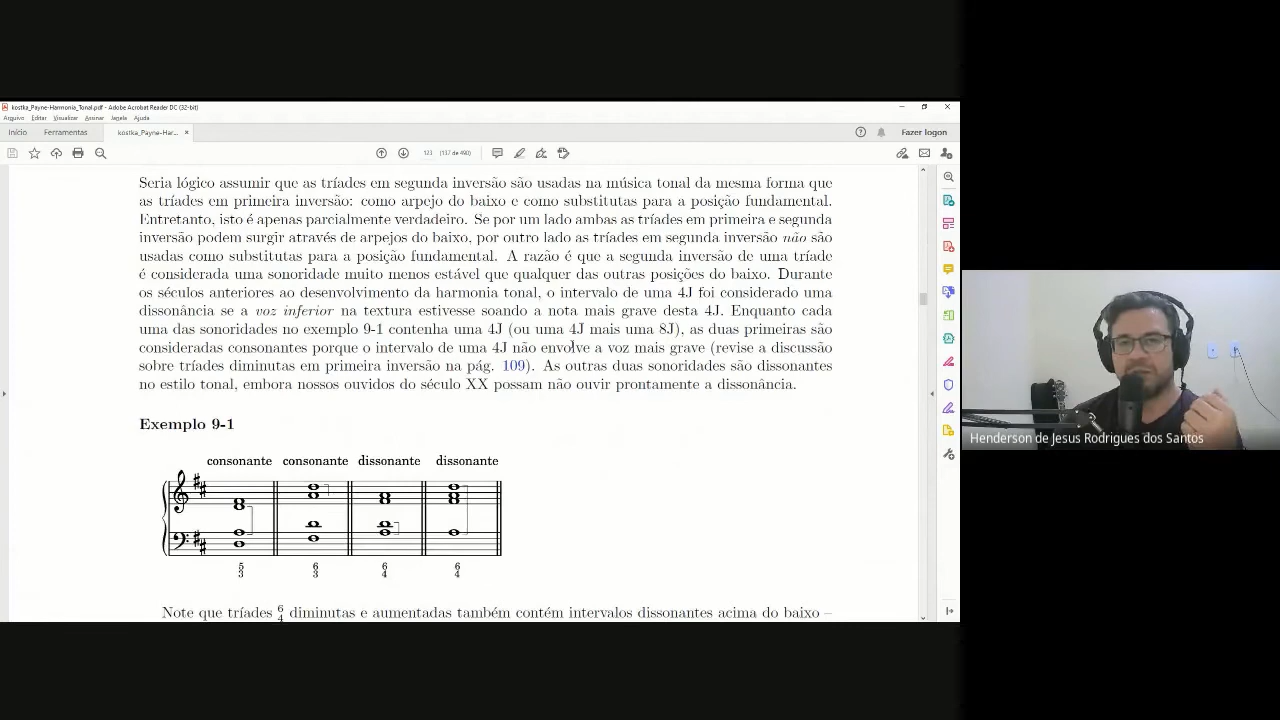 kostka_Payne-Harmonia_Tonal.pdf - Adobe Acrobat Reader DC (32-bit)
Arquivo Editar Visualizar Assinar Janela Ajuda
Início Ferramentas kostka_Payne-Har... × Fazer logon
123 (137 de 490)
Seria lógico assumir que as tríades em segunda inversão são usadas na música tonal da mesma forma que
as tríades em primeira inversão: como arpejo do baixo e como substitutas para a posição fundamental.
Entretanto, isto é apenas parcialmente verdadeiro. Se por um lado ambas as tríades em primeira e segunda
inversão podem surgir através de arpejos do baixo, por outro lado as tríades em segunda inversão não são
usadas como substitutas para a posição fundamental. A razão é que a segunda inversão de uma tríade
é considerada uma sonoridade muito menos estável que qualquer das outras posições do baixo. Durante
os séculos anteriores ao desenvolvimento da harmonia tonal, o intervalo de uma 4J foi considerado uma
dissonância se a voz inferior na textura estivesse soando a nota mais grave desta 4J. Enquanto cada
uma das sonoridades no exemplo 9-1 contenha uma 4J (ou uma 4J mais uma 8J), as duas primeiras são
consideradas consonantes porque o intervalo de uma 4J não envolve a voz mais grave (revise a discussão
sobre tríades diminutas em primeira inversão na pág. 109). As outras duas sonoridades são dissonantes
no estilo tonal, embora nossos ouvidos do século XX possam não ouvir prontamente a dissonância.
Exemplo 9-1
consonante consonante dissonante dissonante
5 6 6 6
3 3 4 4
Note que tríades 6 4 diminutas e aumentadas também contém intervalos dissonantes acima do baixo –
Henderson de Jesus Rodrigues dos Santos